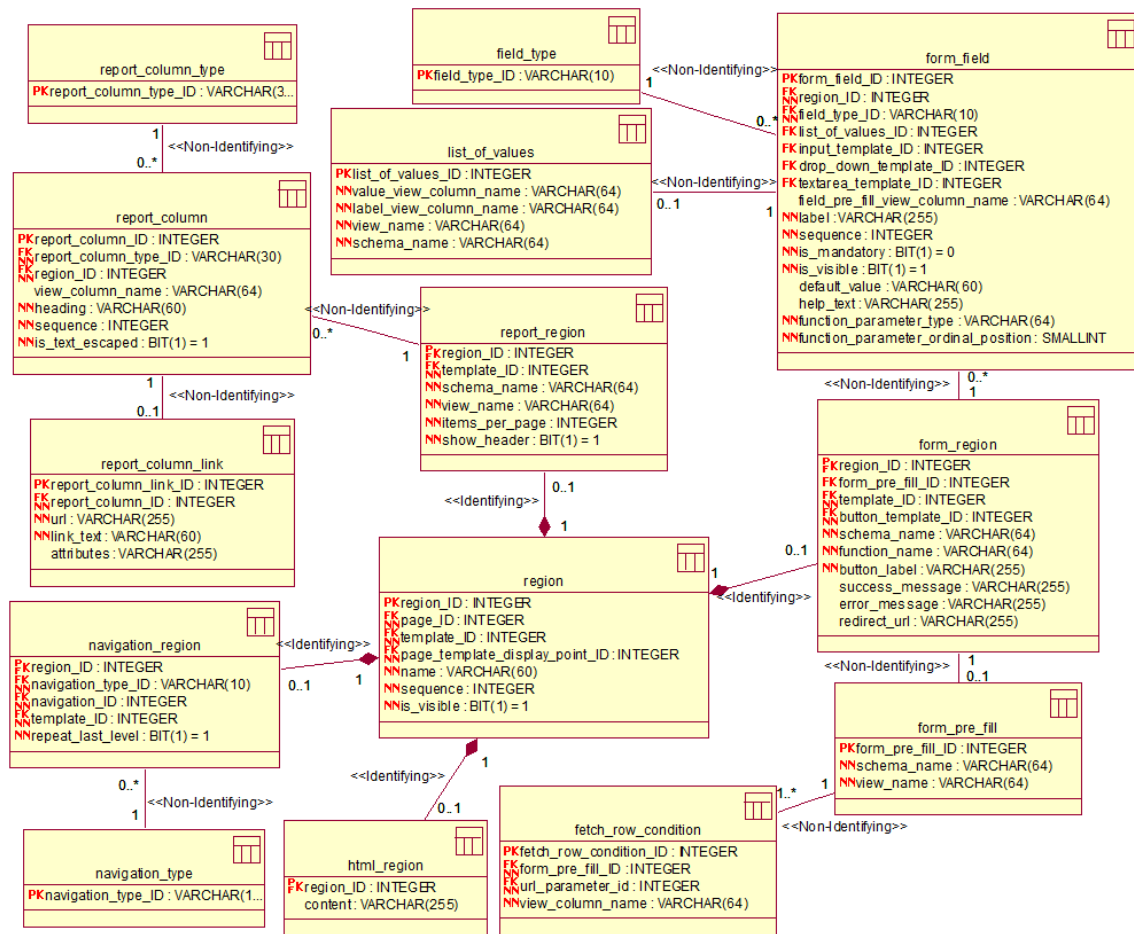 report_column_type
PK report_column_type_ID : VARCHAR(3...
1
<<Non-Identifying>>
0..*
report_column
PK report_column_ID : INTEGER
FK NN report_column_type_ID : VARCHAR(30)
FK NN region_ID : INTEGER
view_column_name : VARCHAR(64)
NN heading : VARCHAR(60)
NN sequence : INTEGER
NN is_text_escaped : BIT(1) = 1
1
<<Non-Identifying>>
0..1
report_column_link
PK report_column_link_ID : INTEGER
FK NN report_column_ID : INTEGER
NN url : VARCHAR(255)
NN link_text : VARCHAR(60)
attributes : VARCHAR(255)
field_type
PK field_type_ID : VARCHAR(10)
1
<<Non-Identifying>>
0..*
list_of_values
PK list_of_values_ID : INTEGER
NN value_view_column_name : VARCHAR(64)
NN label_view_column_name : VARCHAR(64)
NN view_name : VARCHAR(64)
NN schema_name : VARCHAR(64)
<<Non-Identifying>>
0..1
1
form_field
PK form_field_ID : INTEGER
FK NN region_ID : INTEGER
FK NN field_type_ID : VARCHAR(10)
FK list_of_values_ID : INTEGER
FK input_template_ID : INTEGER
FK drop_down_template_ID : INTEGER
FK textarea_template_ID : INTEGER
field_pre_fill_view_column_name : VARCHAR(64)
NN label : VARCHAR(255)
NN sequence : INTEGER
NN is_mandatory : BIT(1) = 0
NN is_visible : BIT(1) = 1
default_value : VARCHAR(60)
help_text : VARCHAR(255)
NN function_parameter_type : VARCHAR(64)
NN function_parameter_ordinal_position : SMALLINT
<<Non-Identifying>>
0..*
1
report_region
PF region_ID : INTEGER
FK NN template_ID : INTEGER
NN schema_name : VARCHAR(64)
NN view_name : VARCHAR(64)
NN items_per_page : INTEGER
NN show_header : BIT(1) = 1
0..*
<<Non-Identifying>>
1
0..1
<<Identifying>>
1
form_region
PF region_ID : INTEGER
FK form_pre_fill_ID : INTEGER
FK NN template_ID : INTEGER
FK NN button_template_ID : INTEGER
NN schema_name : VARCHAR(64)
NN function_name : VARCHAR(64)
NN button_label : VARCHAR(255)
success_message : VARCHAR(255)
error_message : VARCHAR(255)
redirect_url : VARCHAR(255)
0..1
1
<<Identifying>>
region
PK region_ID : INTEGER
FK NN page_ID : INTEGER
FK NN template_ID : INTEGER
FK NN page_template_display_point_ID : INTEGER
NN name : VARCHAR(60)
NN sequence : INTEGER
NN is_visible : BIT(1) = 1
navigation_region
PF region_ID : INTEGER
FK NN navigation_type_ID : VARCHAR(10)
FK NN navigation_ID : INTEGER
FK NN template_ID : INTEGER
NN repeat_last_level : BIT(1) = 1
<<Identifying>>
0..1
1
0..*
<<Non-Identifying>>
1
navigation_type
PK navigation_type_ID : VARCHAR(1...
<<Identifying>>
1
0..1
html_region
PF region_ID : INTEGER
content : VARCHAR(255)
1
<<Non-Identifying>>
0..1
form_pre_fill
PK form_pre_fill_ID : INTEGER
NN schema_name : VARCHAR(64)
NN view_name : VARCHAR(64)
1..*
1
<<Non-Identifying>>
fetch_row_condition
PK fetch_row_condition_ID : INTEGER
FK NN form_pre_fill_ID : INTEGER
FK NN url_parameter_id : INTEGER
NN view_column_name : VARCHAR(64)